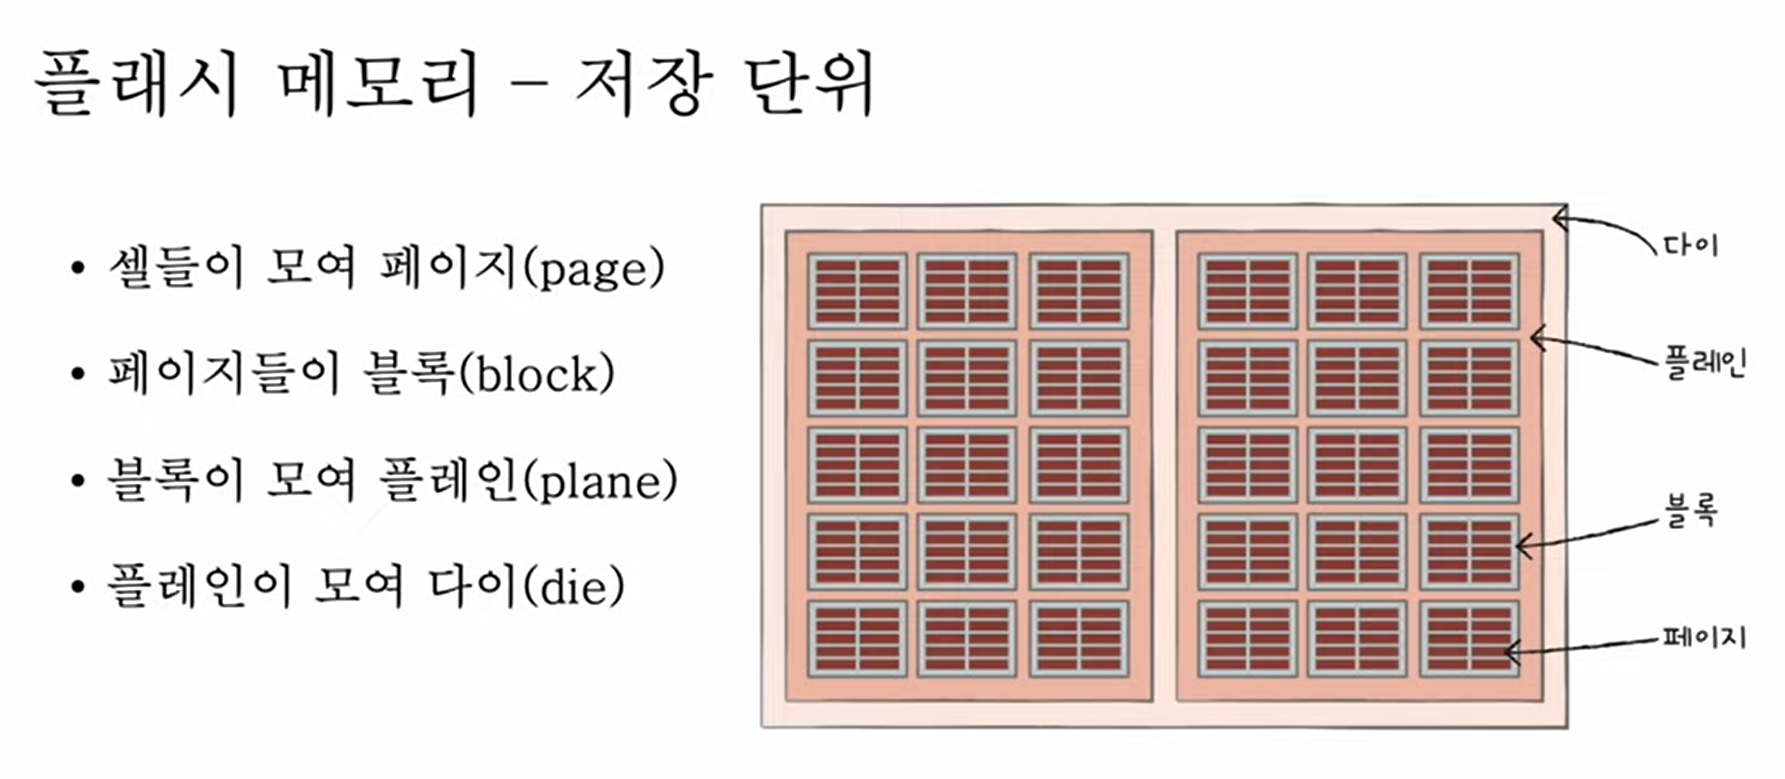 플래시 메모리 – 저장 단위
• 셀들이 모여 페이지(page)
• 페이지들이 블록(block)
• 블록이 모여 플레인(plane)
• 플레인이 모여 다이(die)
다이
플레인
블록
페이지